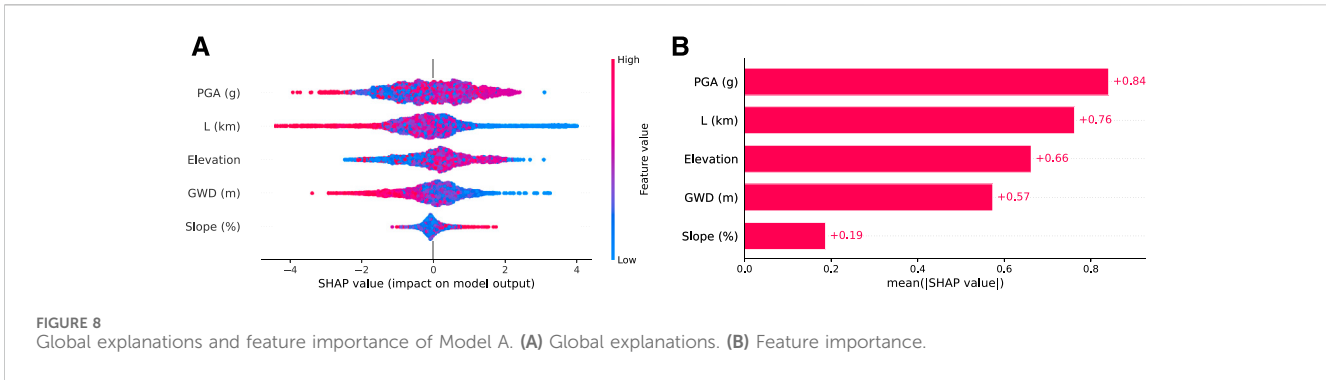 A
PGA (g)
L (km)
Elevation
GWD (m)
Slope (%)
−4
−2
0
2
4
SHAP value (impact on model output)
High
Feature value
Low
B
PGA (g)
L (km)
Elevation
GWD (m)
Slope (%)
+0.84
+0.76
+0.66
+0.57
+0.19
0.0
0.2
0.4
0.6
0.8
mean(|SHAP value|)
FIGURE 8
Global explanations and feature importance of Model A. (A) Global explanations. (B) Feature importance.